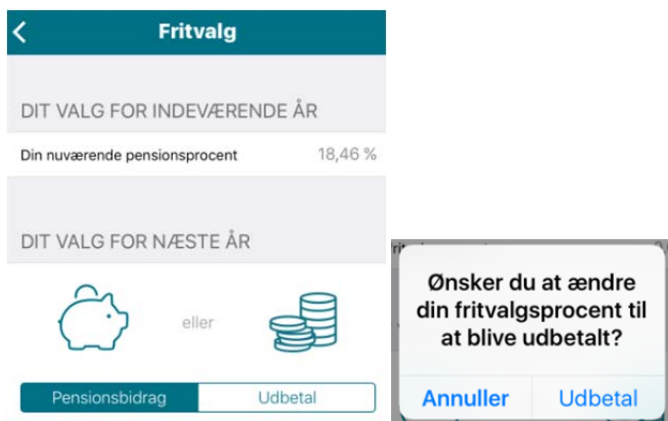 Fritvalg
DIT VALG FOR INDEVÆRENDE ÅR
Din nuværende pensionsprocent 18,46 %
DIT VALG FOR NÆSTE ÅR
eller
Pensionsbidrag Udbetal
Ønsker du at ændre
din fritvalgsprocent til
at blive udbetalt?
Annuller Udbetal